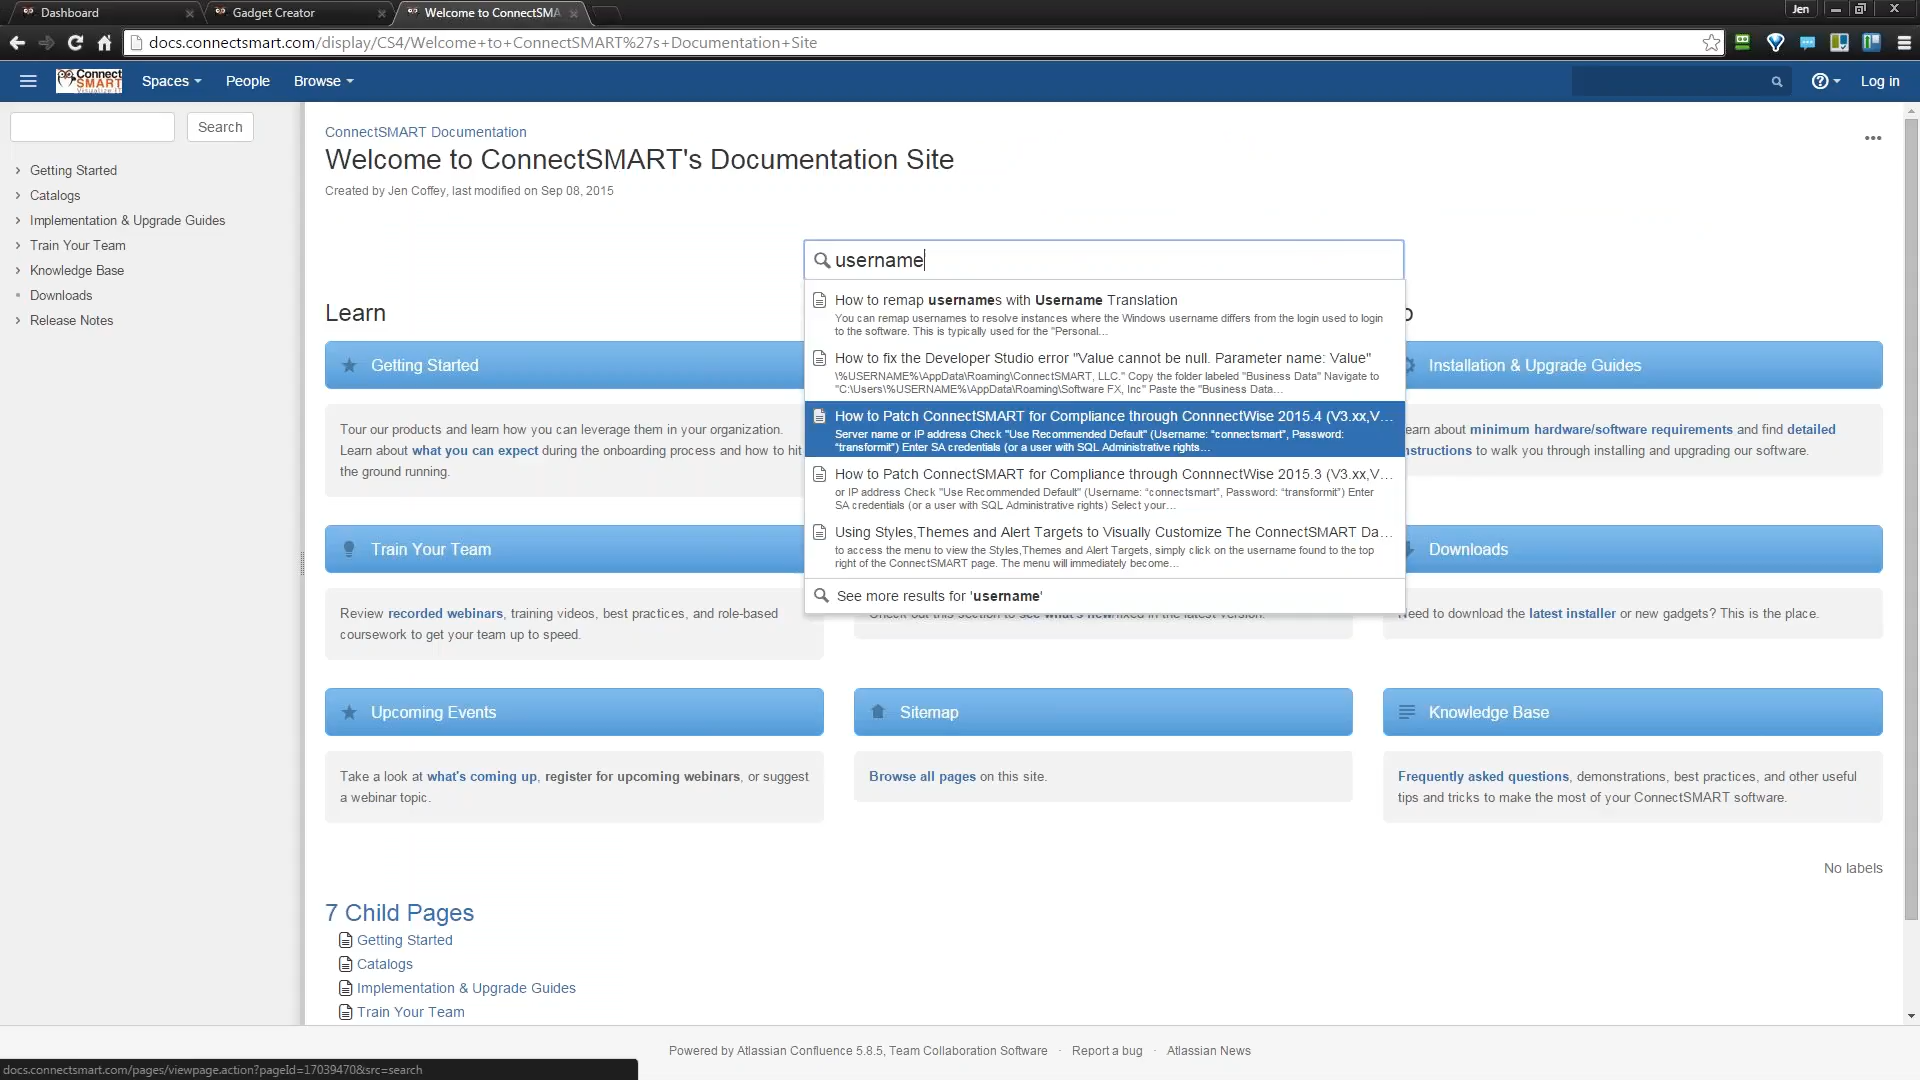 Dashboard
Gadget Creator
Welcome to ConnectSMA
Jen
docs.connectsmart.com/display/CS4/Welcome+to+ConnectSMART%27s+Documentation+Site
Connect
SMART
Spaces
People
Browse
Log in
Search
Getting Started
Catalogs
Implementation & Upgrade Guides
Train Your Team
Knowledge Base
Downloads
Release Notes
ConnectSMART Documentation
Welcome to ConnectSMART's Documentation Site
Created by Jen Coffey, last modified on Sep 08, 2015
username
How to remap usernames with Username Translation
You can remap usernames to resolve instances where the Windows username differs from the login used to login
to the software. This is typically used for the "Personal...
How to fix the Developer Studio error "Value cannot be null. Parameter name: Value"
\%USERNAME%\AppData\Roaming\ConnectSMART, LLC." Copy the folder labeled "Business Data" Navigate to
"C:\Users\%USERNAME%\AppData\Roaming\Software FX, Inc" Paste the "Business Data...
How to Patch ConnectSMART for Compliance through ConnnectWise 2015.4 (V3.xx,V...
Server name or IP address Check "Use Recommended Default" (Username: “connectsmart”, Password:
“transformit”) Enter SA credentials (or a user with SQL Administrative rights...
How to Patch ConnectSMART for Compliance through ConnnectWise 2015.3 (V3.xx,V...
or IP address Check "Use Recommended Default" (Username: “connectsmart”, Password: “transformit”) Enter
SA credentials (or a user with SQL Administrative rights) Select your...
Using Styles,Themes and Alert Targets to Visually Customize The ConnectSMART Da...
to access the menu to view the Styles,Themes and Alert Targets, simply click on the username found to the top
right of the ConnectSMART page. The menu will immediately become...
See more results for 'username'
Learn
Getting Started
Tour our products and learn how you can leverage them in your organization.
Learn about what you can expect during the onboarding process and how to hit
the ground running.
Installation & Upgrade Guides
earn about minimum hardware/software requirements and find detailed
nstructions to walk you through installing and upgrading our software.
Train Your Team
Review recorded webinars, training videos, best practices, and role-based
coursework to get your team up to speed.
Check out this section to see what's new/fixed in the latest version.
Downloads
Need to download the latest installer or new gadgets? This is the place.
Upcoming Events
Take a look at what's coming up, register for upcoming webinars, or suggest
a webinar topic.
Sitemap
Browse all pages on this site.
Knowledge Base
Frequently asked questions, demonstrations, best practices, and other useful
tips and tricks to make the most of your ConnectSMART software.
No labels
7 Child Pages
Getting Started
Catalogs
Implementation & Upgrade Guides
Train Your Team
Powered by Atlassian Confluence 5.8.5, Team Collaboration Software · Report a bug · Atlassian News
docs.connectsmart.com/pages/viewpage.action?pageId=17039470&src=search